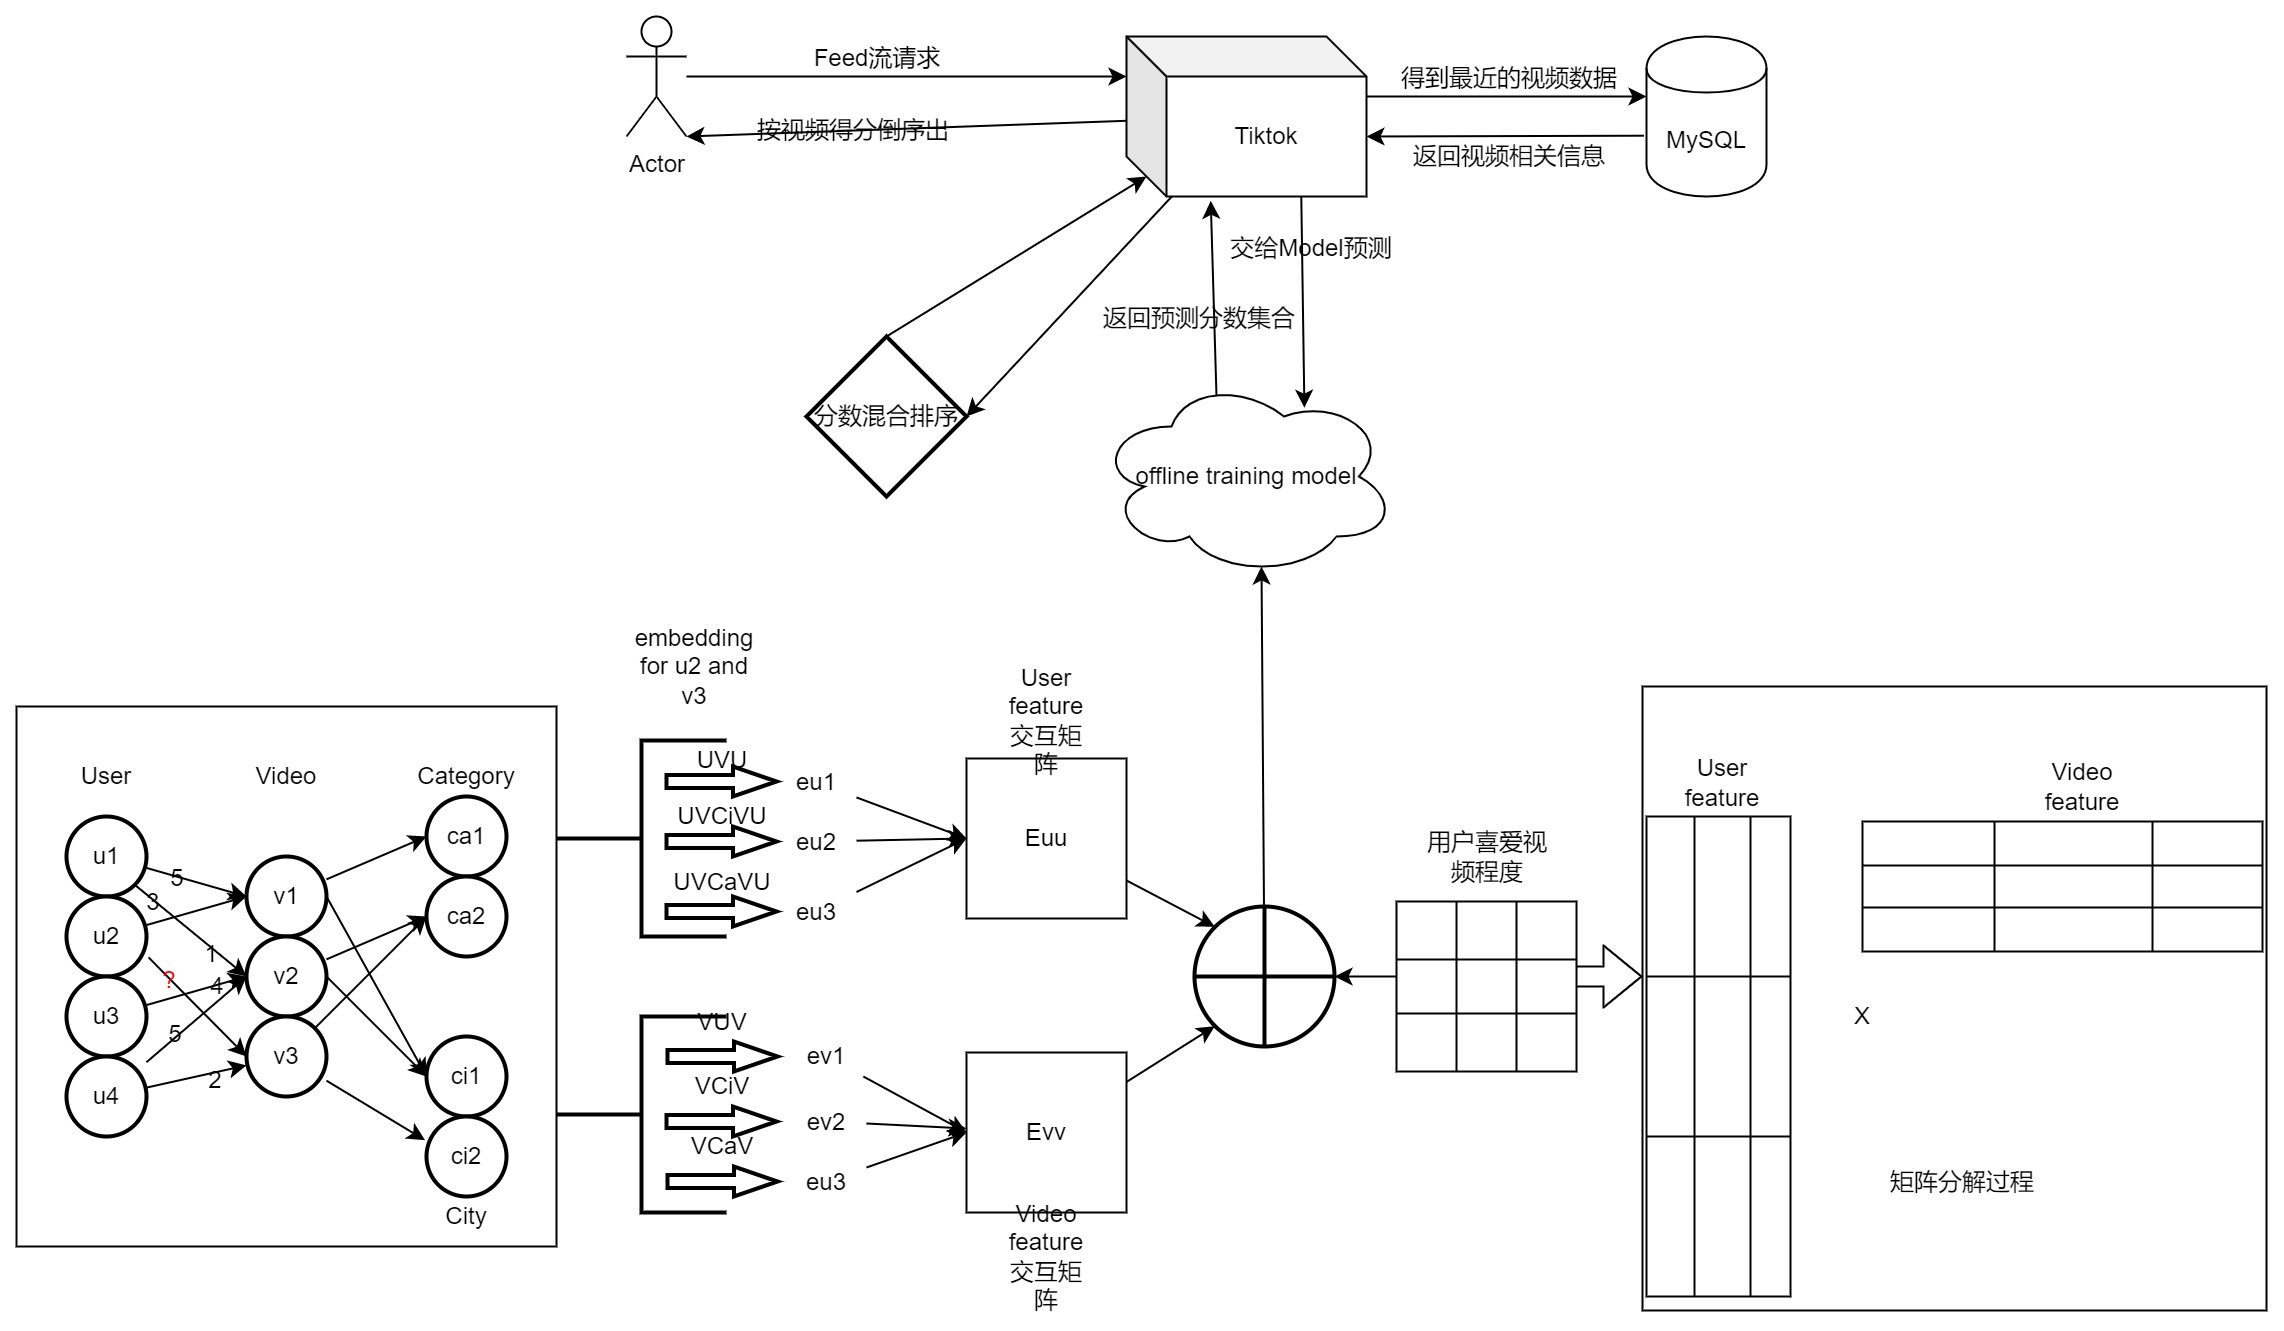 Feed流请求
得到最近的视频数据
按视频得分倒序出
Tiktok
MySQL
Actor
返回视频相关信息
交给Model预测
返回预测分数集合
分数混合排序
offline training model
embedding
for u2 and
v3
User
feature
交互矩
阵
User
Video
Category
u1
u2
u3
u4
v1
v2
v3
ca1
ca2
ci1
ci2
City
5
3
1
?
4
5
2
UVU
eu1
UVCiVU
eu2
UVCaVU
eu3
Euu
VUV
ev1
VCiV
ev2
VCaV
eu3
Evv
Video
feature
交互矩
阵
用户喜爱视
频程度
User
feature
Video
feature
X
矩阵分解过程